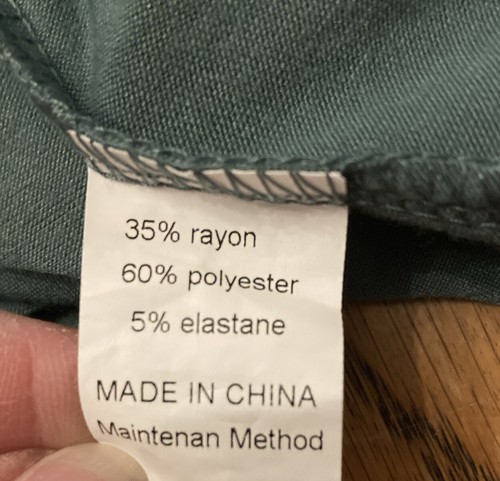 35% rayon
60% polyester
5% elastane
MADE IN CHINA
Maintenan Method